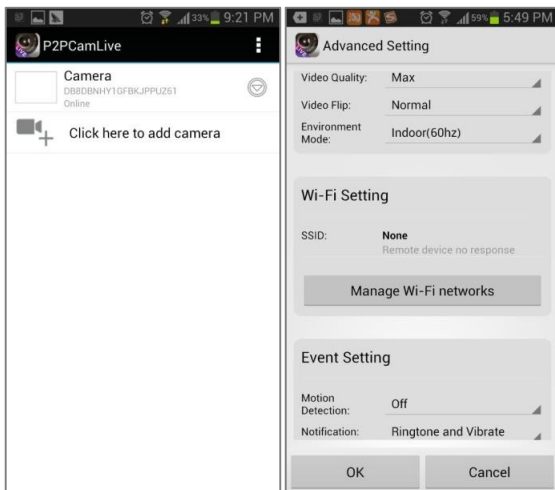 33% 9:21 PM
P2PCamLive
Camera
DB8DBNHY1GFBKJPPUZ61
Online
Click here to add camera
59% 5:49 PM
Advanced Setting
Video Quality: Max
Video Flip: Normal
Environment
Mode: Indoor(60hz)
Wi-Fi Setting
SSID: None
Remote device no response
Manage Wi-Fi networks
Event Setting
Motion
Detection: Off
Notification: Ringtone and Vibrate
OK Cancel